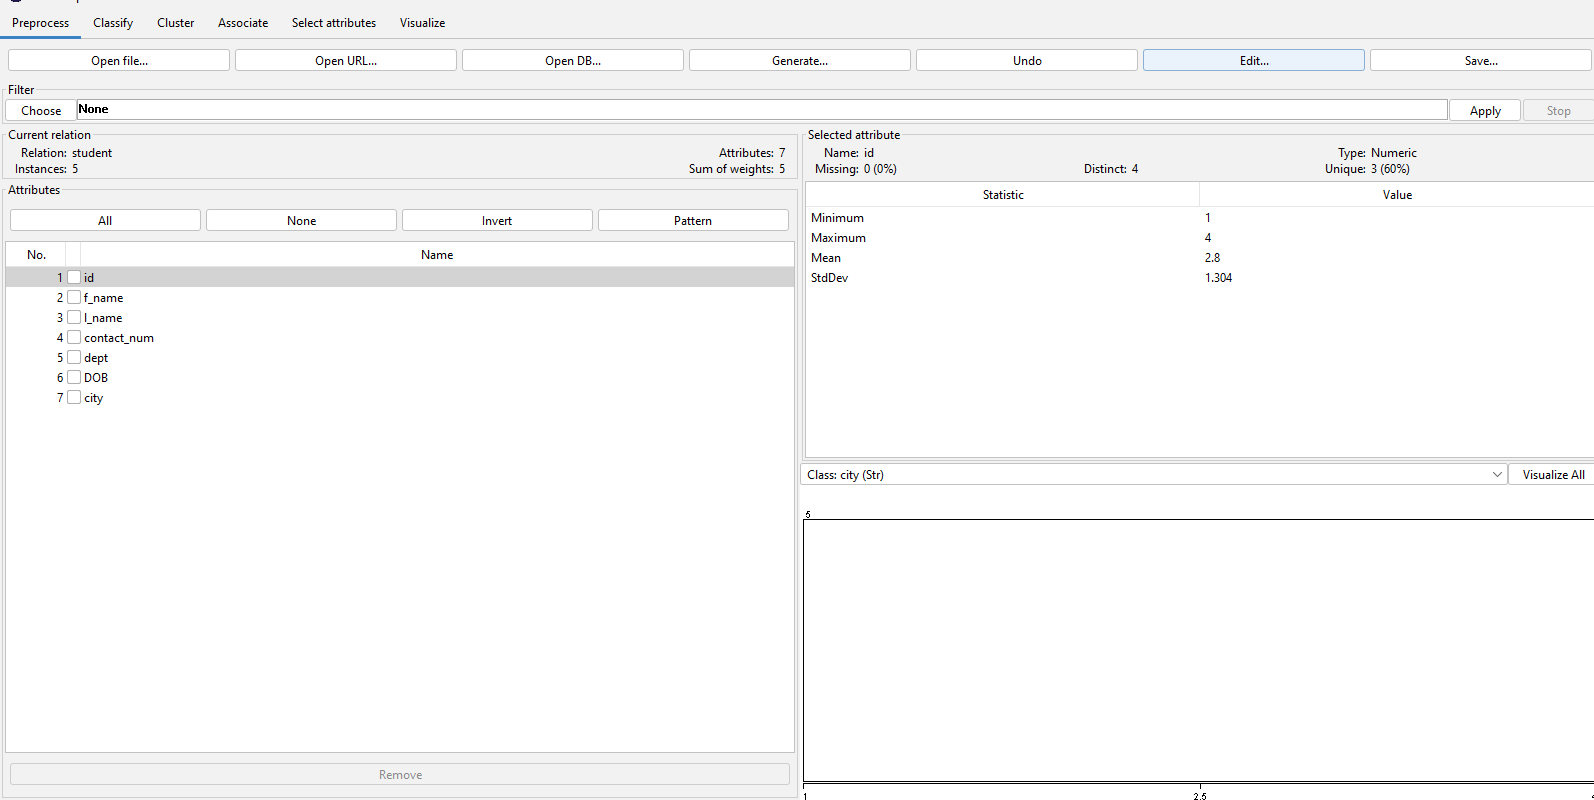 Preprocess Classify Cluster Associate Select attributes Visualize
Open file... Open URL... Open DB... Generate... Undo Edit... Save...
Filter
Choose None Apply Stop
Current relation
Relation: student Attributes: 7
Instances: 5 Sum of weights: 5
Attributes
All None Invert Pattern
No. Name
1 id
2 f_name
3 l_name
4 contact_num
5 dept
6 DOB
7 city
Remove
Selected attribute
Name: id Type: Numeric
Missing: 0 (0%) Distinct: 4 Unique: 3 (60%)
Statistic Value
Minimum 1
Maximum 4
Mean 2.8
StdDev 1.304
Class: city (Str) Visualize All
5
1 2.5